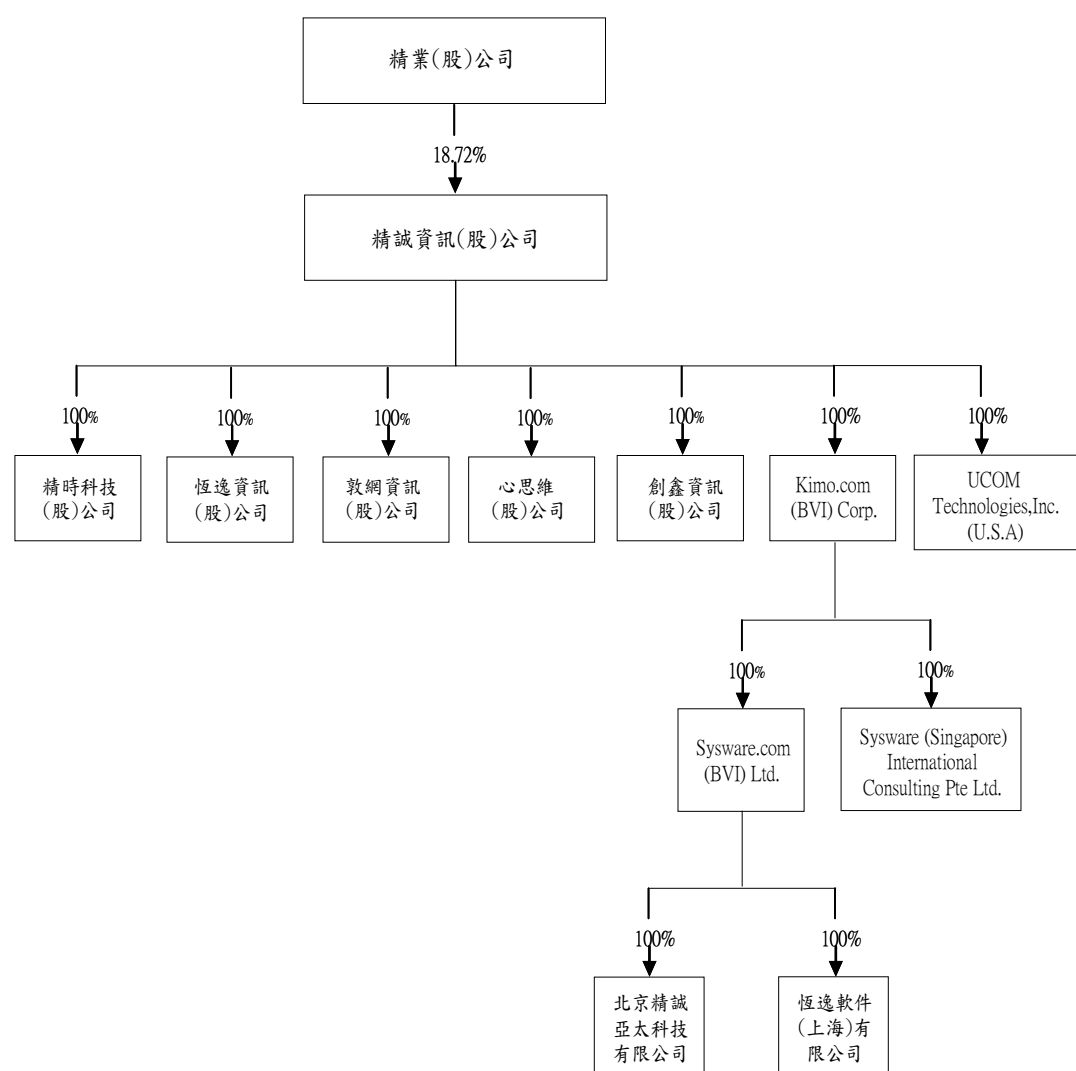 精業(股)公司
18.72%
精誠資訊(股)公司
100%
100%
100%
100%
100%
100%
100%
精時科技
(股)公司
恆逸資訊
(股)公司
敦網資訊
(股)公司
心思維
(股)公司
創鑫資訊
(股)公司
Kimo.com
(BVI) Corp.
UCOM
Technologies,Inc.
(U.S.A)
100%
100%
Sysware.com
(BVI) Ltd.
Sysware (Singapore)
International
Consulting Pte Ltd.
100%
100%
北京精誠
亞太科技
有限公司
恆逸軟件
(上海)有
限公司